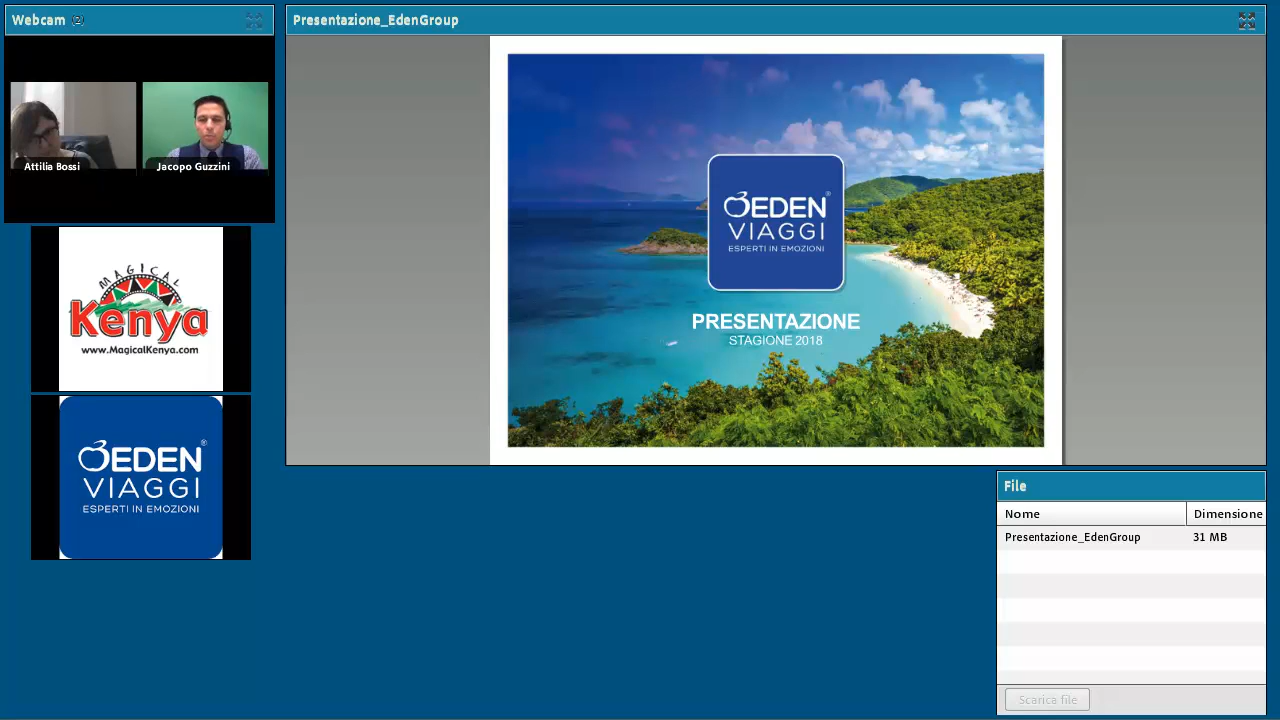 Webcam (2)
Attilia Bossi
Jacopo Guzzini
MAGICAL
Kenya
www.MagicalKenya.com
EDEN®
VIAGGI
ESPERTI IN EMOZIONI
Presentazione_EdenGroup
EDEN®
VIAGGI
ESPERTI IN EMOZIONI
PRESENTAZIONE
STAGIONE 2018
File
Nome Dimensione
Presentazione_EdenGroup 31 MB
Scarica file